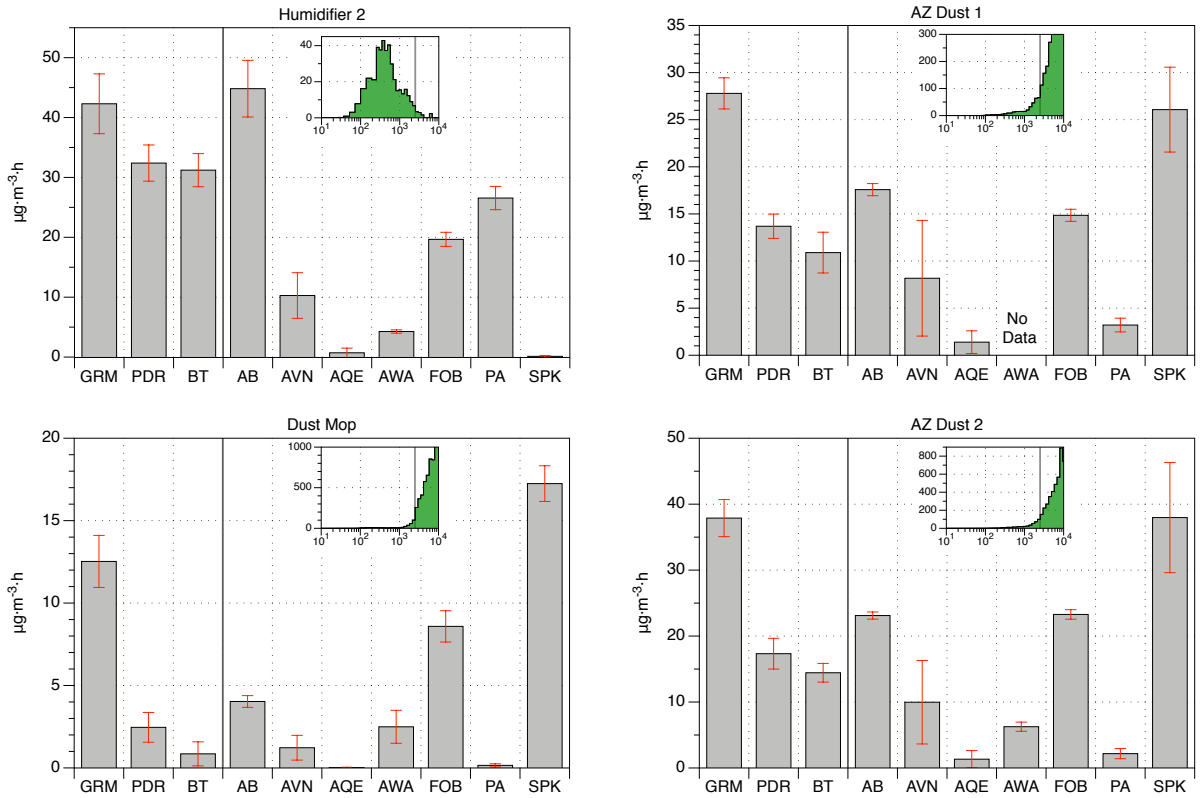 Humidifier 2
50
40
30
20
10
0
µg·m-3·h
40
20
0
10¹ 10² 10³ 10⁴
GRM PDR BT AB AVN AQE AWA FOB PA SPK
AZ Dust 1
35
30
25
20
15
10
5
0
µg·m-3·h
300
200
100
0
10¹ 10² 10³ 10⁴
No
Data
GRM PDR BT AB AVN AQE AWA FOB PA SPK
Dust Mop
20
15
10
5
0
µg·m-3·h
1000
500
0
10¹ 10² 10³ 10⁴
GRM PDR BT AB AVN AQE AWA FOB PA SPK
AZ Dust 2
50
40
30
20
10
0
µg·m-3·h
800
600
400
200
0
10¹ 10² 10³ 10⁴
GRM PDR BT AB AVN AQE AWA FOB PA SPK